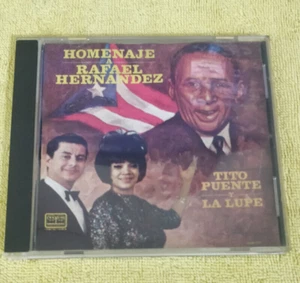 HOMENAJE
A
RAFAEL
HERNANDEZ
TITO
PUENTE
Y
LA LUPE